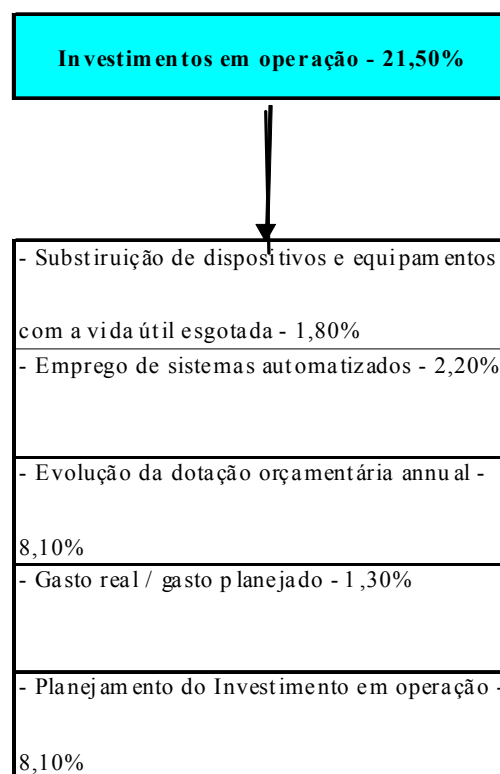 Investimentos em operação - 21,50%
- Substiruição de dispositivos e equipamentos
com a vida útil esgotada - 1,80%
- Emprego de sistemas automatizados - 2,20%
- Evolução da dotação orçamentária annual -
8,10%
- Gasto real / gasto planejado - 1,30%
- Planejamento do Investimento em operação -
8,10%